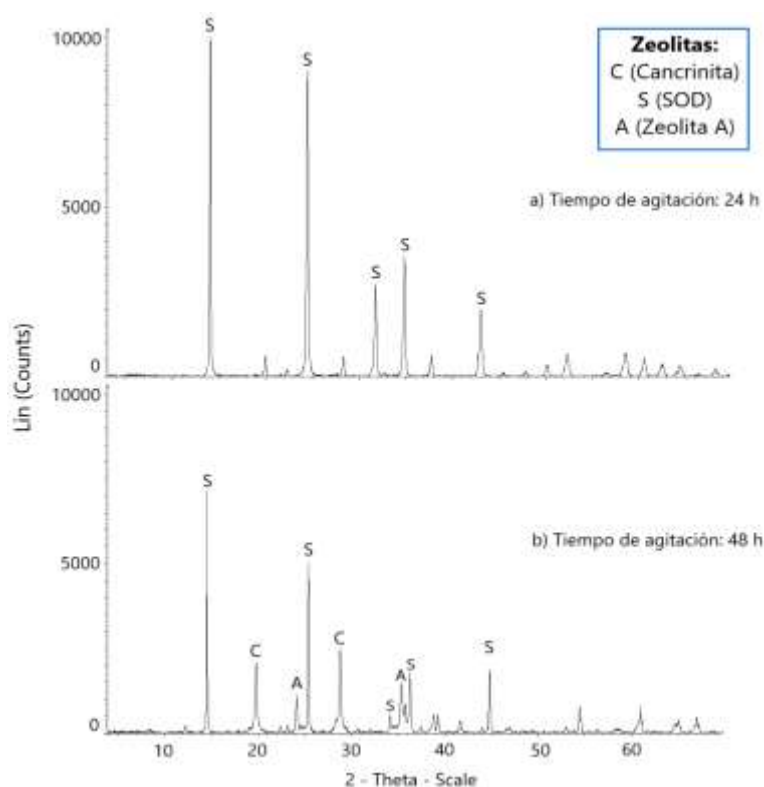 Zeolitas:
C (Cancrinita)
S (SOD)
A (Zeolita A)
10000
S
S
a) Tiempo de agitación: 24 h
5000
S
S
S
0
Lin (Counts)
10000
S
S
b) Tiempo de agitación: 48 h
5000
C
C
S
A
A
S
S
0
10
20
30
40
50
60
2 - Theta - Scale